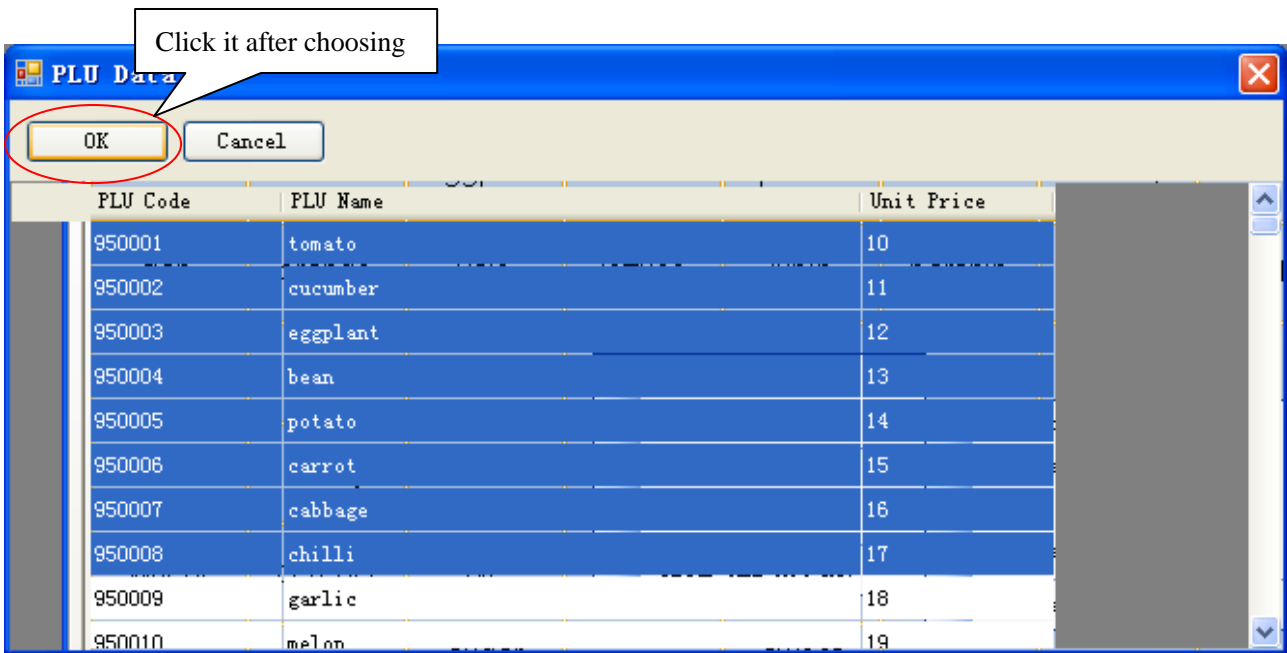 Click it after choosing
PLU Data
OK Cancel
PLU Code PLU Name Unit Price
950001 tomato 10
950002 cucumber 11
950003 eggplant 12
950004 bean 13
950005 potato 14
950006 carrot 15
950007 cabbage 16
950008 chilli 17
950009 garlic 18
950010 melon 19